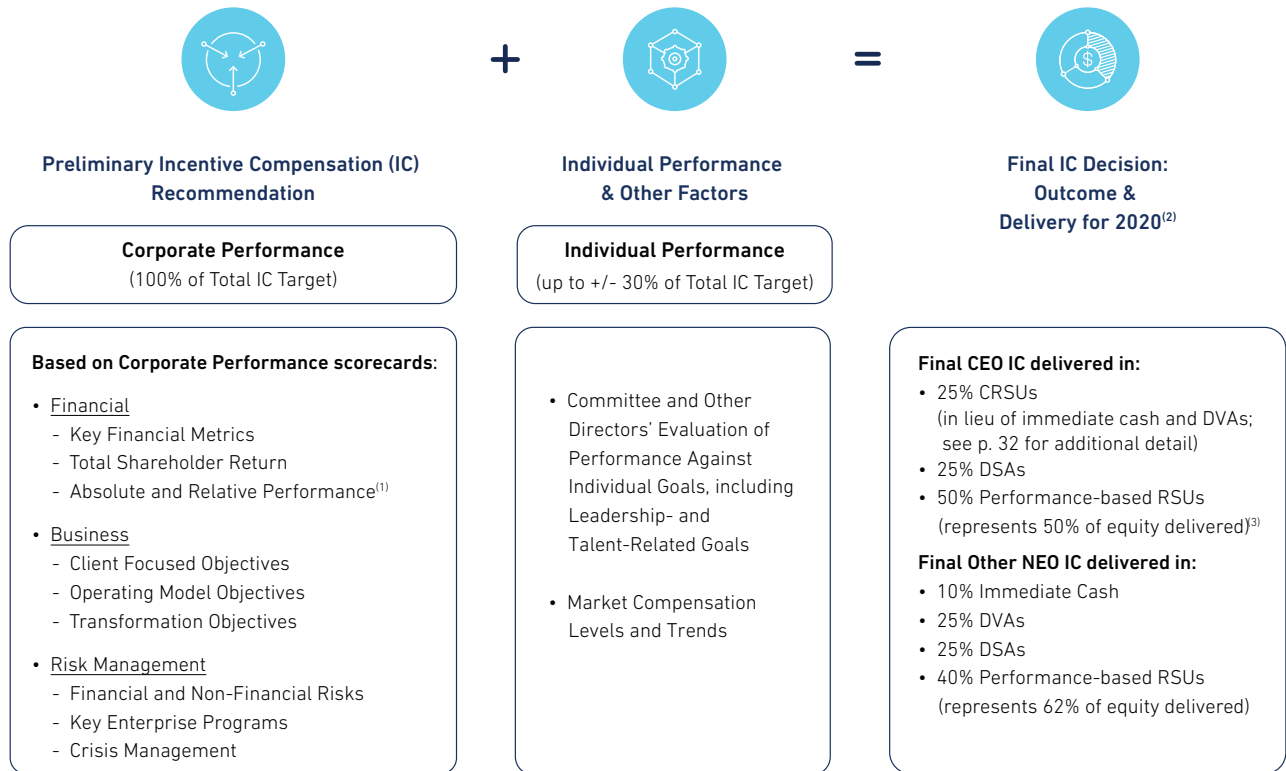 +
=
$
Preliminary Incentive Compensation (IC)
Recommendation
Individual Performance
& Other Factors
Final IC Decision:
Outcome &
Delivery for 2020(2)
Corporate Performance
(100% of Total IC Target)
Individual Performance
(up to +/- 30% of Total IC Target)
Based on Corporate Performance scorecards:
• Financial
- Key Financial Metrics
- Total Shareholder Return
- Absolute and Relative Performance(1)
• Business
- Client Focused Objectives
- Operating Model Objectives
- Transformation Objectives
• Risk Management
- Financial and Non-Financial Risks
- Key Enterprise Programs
- Crisis Management
• Committee and Other
Directors' Evaluation of
Performance Against
Individual Goals, including
Leadership- and
Talent-Related Goals
• Market Compensation
Levels and Trends
Final CEO IC delivered in:
• 25% CRSUs
(in lieu of immediate cash and DVAs;
see p. 32 for additional detail)
• 25% DSAs
• 50% Performance-based RSUs
(represents 50% of equity delivered)(3)
Final Other NEO IC delivered in:
• 10% Immediate Cash
• 25% DVAs
• 25% DSAs
• 40% Performance-based RSUs
(represents 62% of equity delivered)